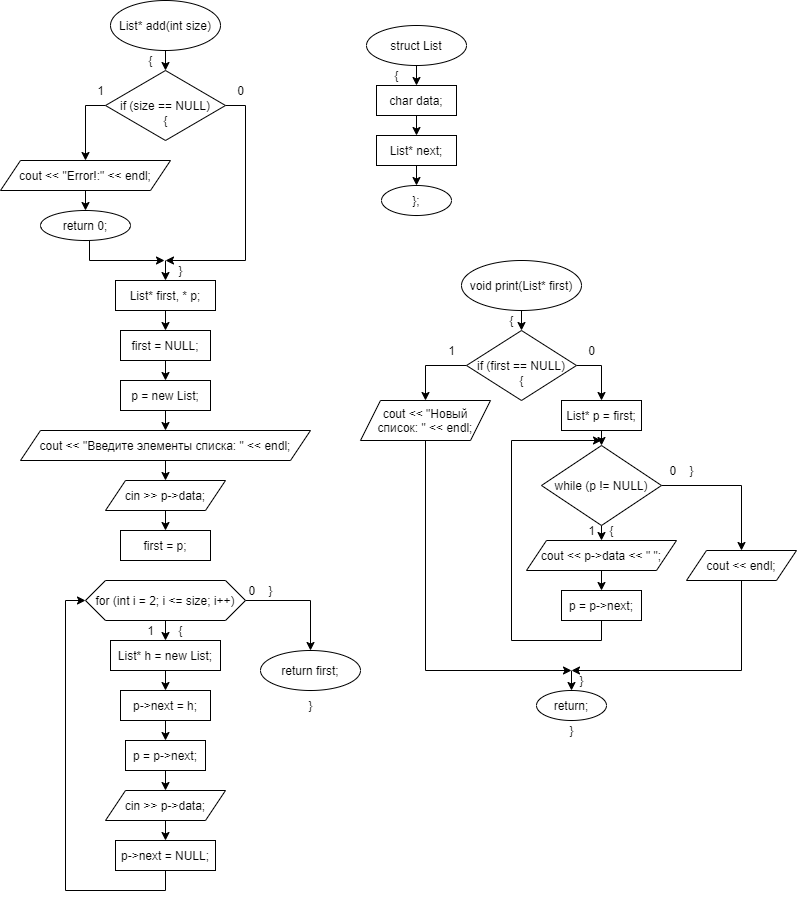 List* add(int size)
{
1
0
if (size == NULL)
{
cout << "Error!:" << endl;
return 0;
}
List* first, * p;
first = NULL;
p = new List;
cout << "Введите элементы списка: " << endl;
cin >> p->data;
first = p;
for (int i = 2; i <= size; i++)
0 }
1 {
List* h = new List;
return first;
}
p->next = h;
p = p->next;
cin >> p->data;
p->next = NULL;
struct List
{
char data;
List* next;
};
void print(List* first)
{
1
0
if (first == NULL)
{
cout << "Новый
список: " << endl;
List* p = first;
while (p != NULL)
0 }
1 {
cout << p->data << " ";
cout << endl;
p = p->next;
}
return;
}